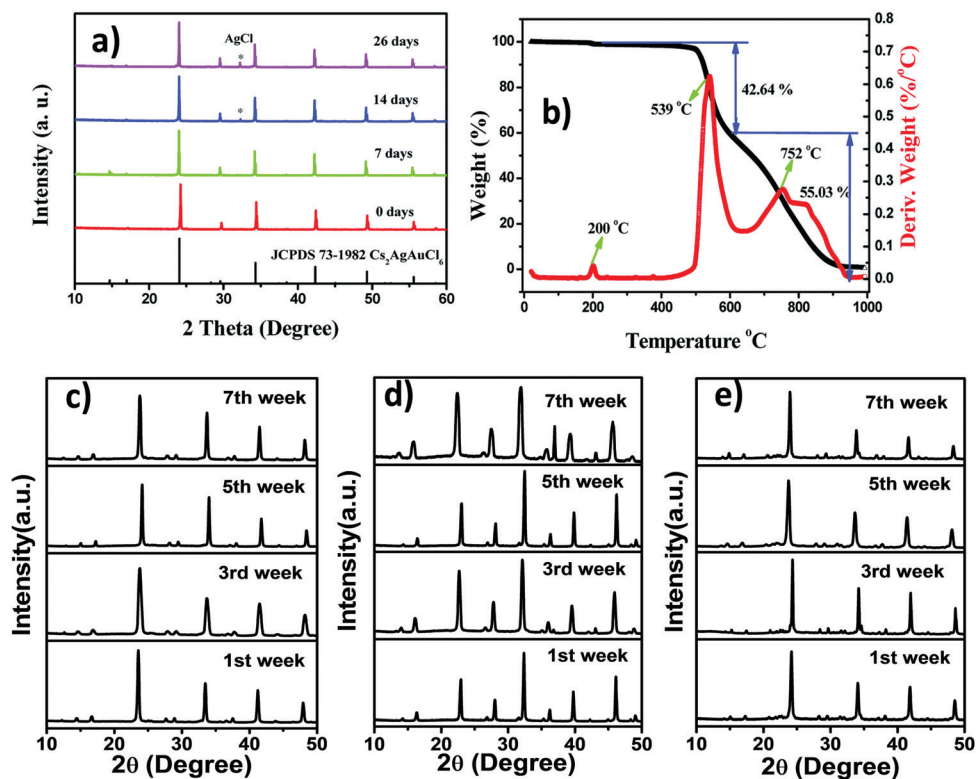 a)
AgCl
26 days
*
14 days
*
7 days
0 days
JCPDS 73-1982 Cs₂AgAuCl₆
Intensity (a. u.)
10 20 30 40 50 60
2 Theta (Degree)
b)
100
80
60
40
20
0
Weight (%)
0.8
0.7
0.6
0.5
0.4
0.3
0.2
0.1
0.0
Deriv. Weight (%/°C)
42.64 %
539 °C
752 °C
55.03 %
200 °C
0 200 400 600 800 1000
Temperature °C
c)
7th week
5th week
3rd week
1st week
Intensity(a.u.)
10 20 30 40 50
2θ (Degree)
d)
7th week
5th week
3rd week
1st week
Intensity(a.u.)
10 20 30 40 50
2θ (Degree)
e)
7th week
5th week
3rd week
1st week
Intensity(a.u.)
10 20 30 40 50
2θ (Degree)